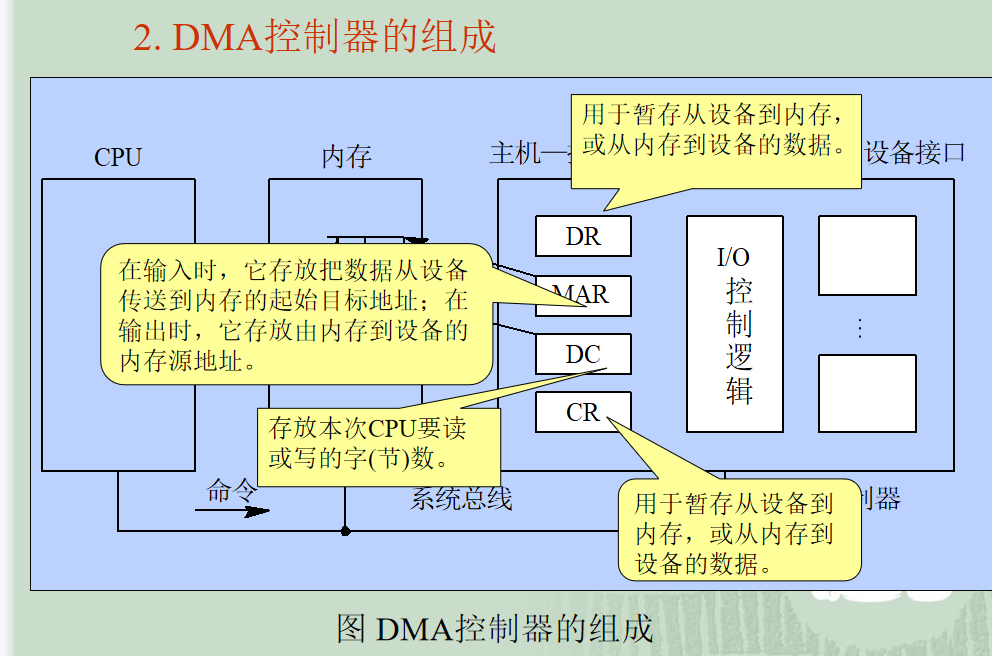 2. DMA控制器的组成
用于暂存从设备到内存，
或从内存到设备的数据。
CPU
内存
主机—
设备接口
DR
在输入时，它存放把数据从设备
传送到内存的起始目标地址；在
输出时，它存放由内存到设备的
内存源地址。
MAR
DC
CR
I/O
控
制
逻
辑
存放本次CPU要读
或写的字(节)数。
命令
系统总线
制器
用于暂存从设备到
内存，或从内存到
设备的数据。
图 DMA控制器的组成